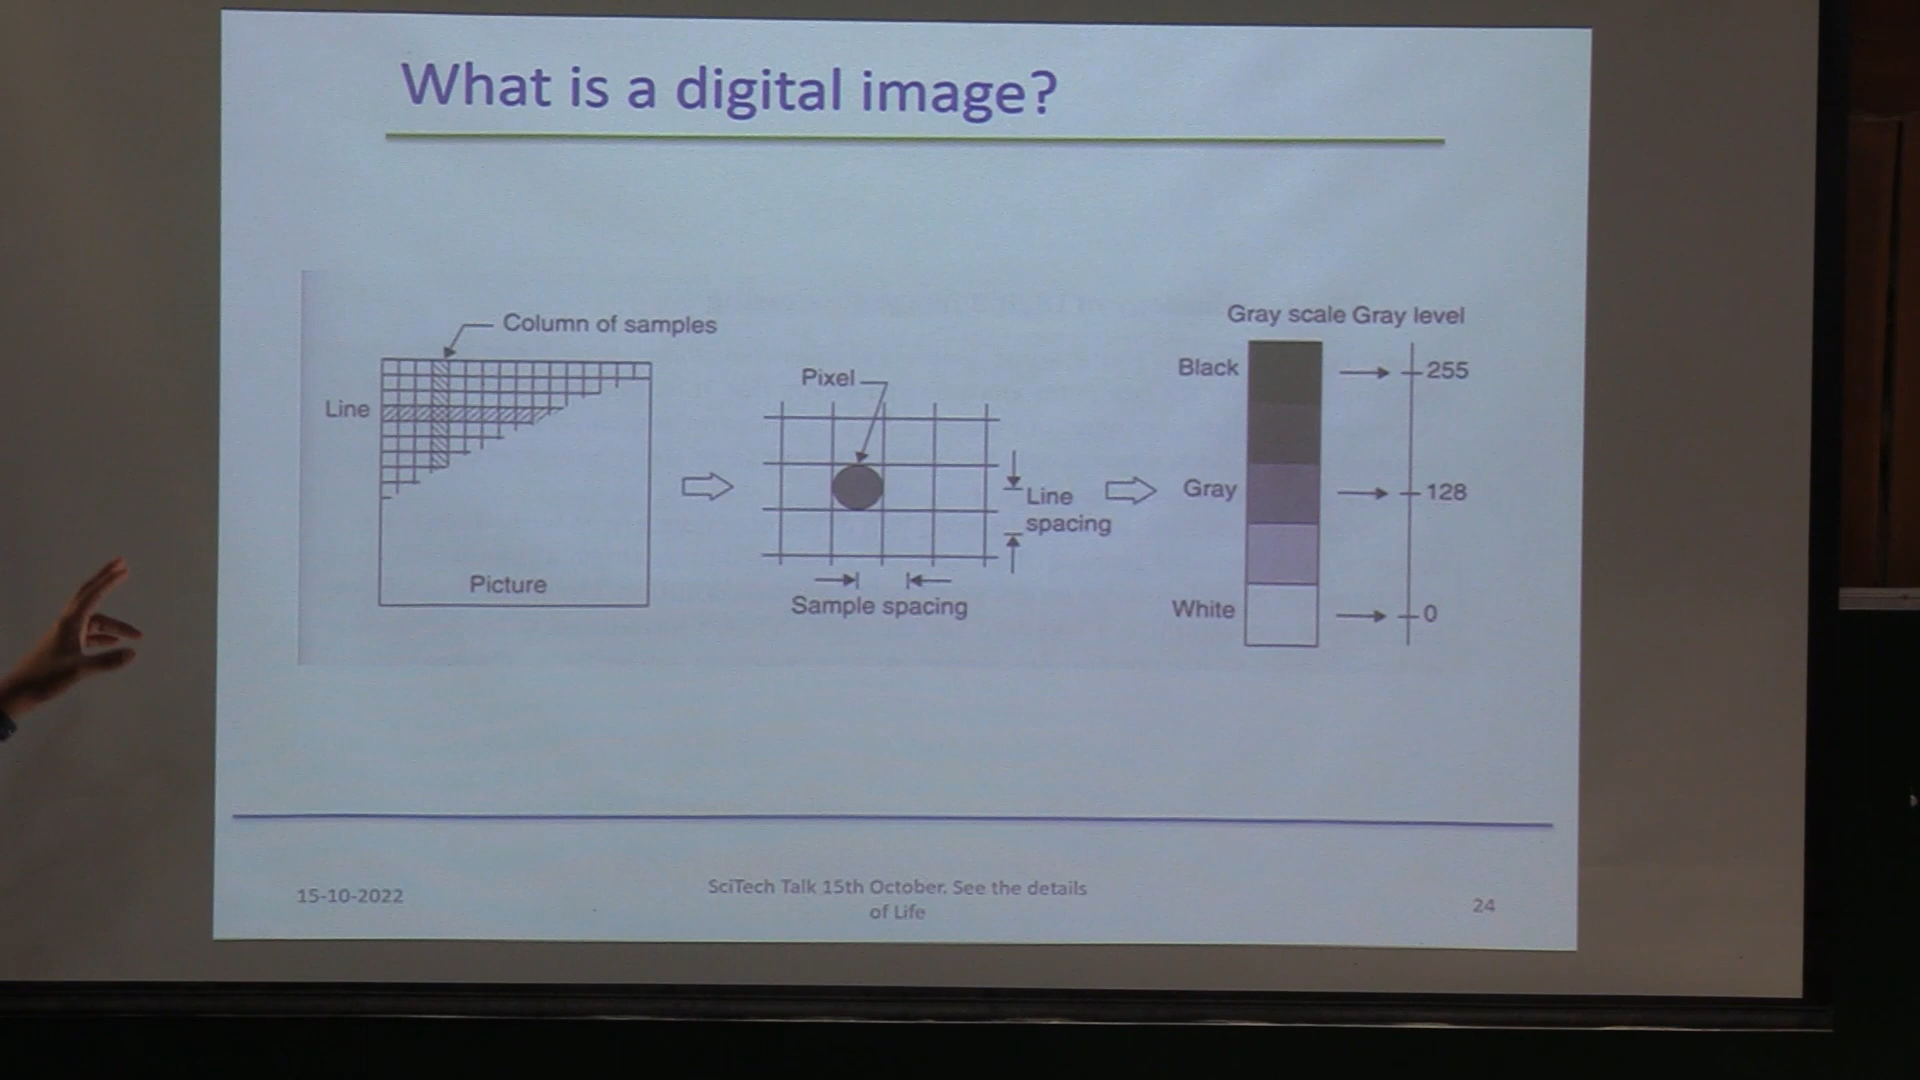 What is a digital image?
Column of samples
Line
Picture
Pixel
Line
spacing
Sample spacing
Gray scale Gray level
Black
255
Gray
128
White
0
15-10-2022
SciTech Talk 15th October. See the details
of Life
24